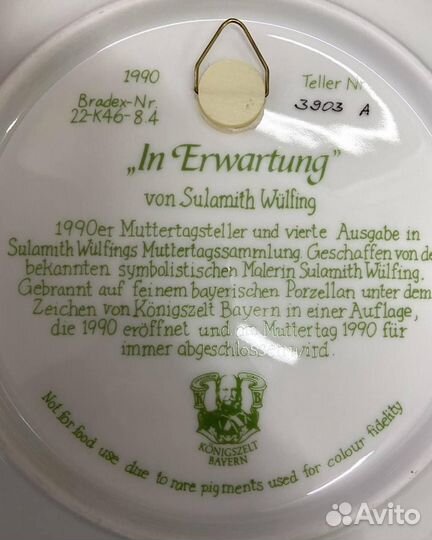 1990
Teller Nr
Bradex-Nr.
22-K46-8.4
3903 A
„In Erwartung"
von Sulamith Wülfing
1990er Muttertagsteller und vierte Ausgabe in
Sulamith Wülfings Muttertagssammlung. Geschaffen von de
bekannten symbolistischen Malerin Sulamith Wülfing.
Gebrannt auf feinem bayerischen Porzellan unter dem
Zeichen von Königszelt Bayern in einer Auflage,
die 1990 eröffnet und am Muttertag 1990 für
immer abgeschlossen wird.
K B
KÖNIGSZELT
BAYERN
Not for food use due to rare pigments used for colour fidelity
Avito